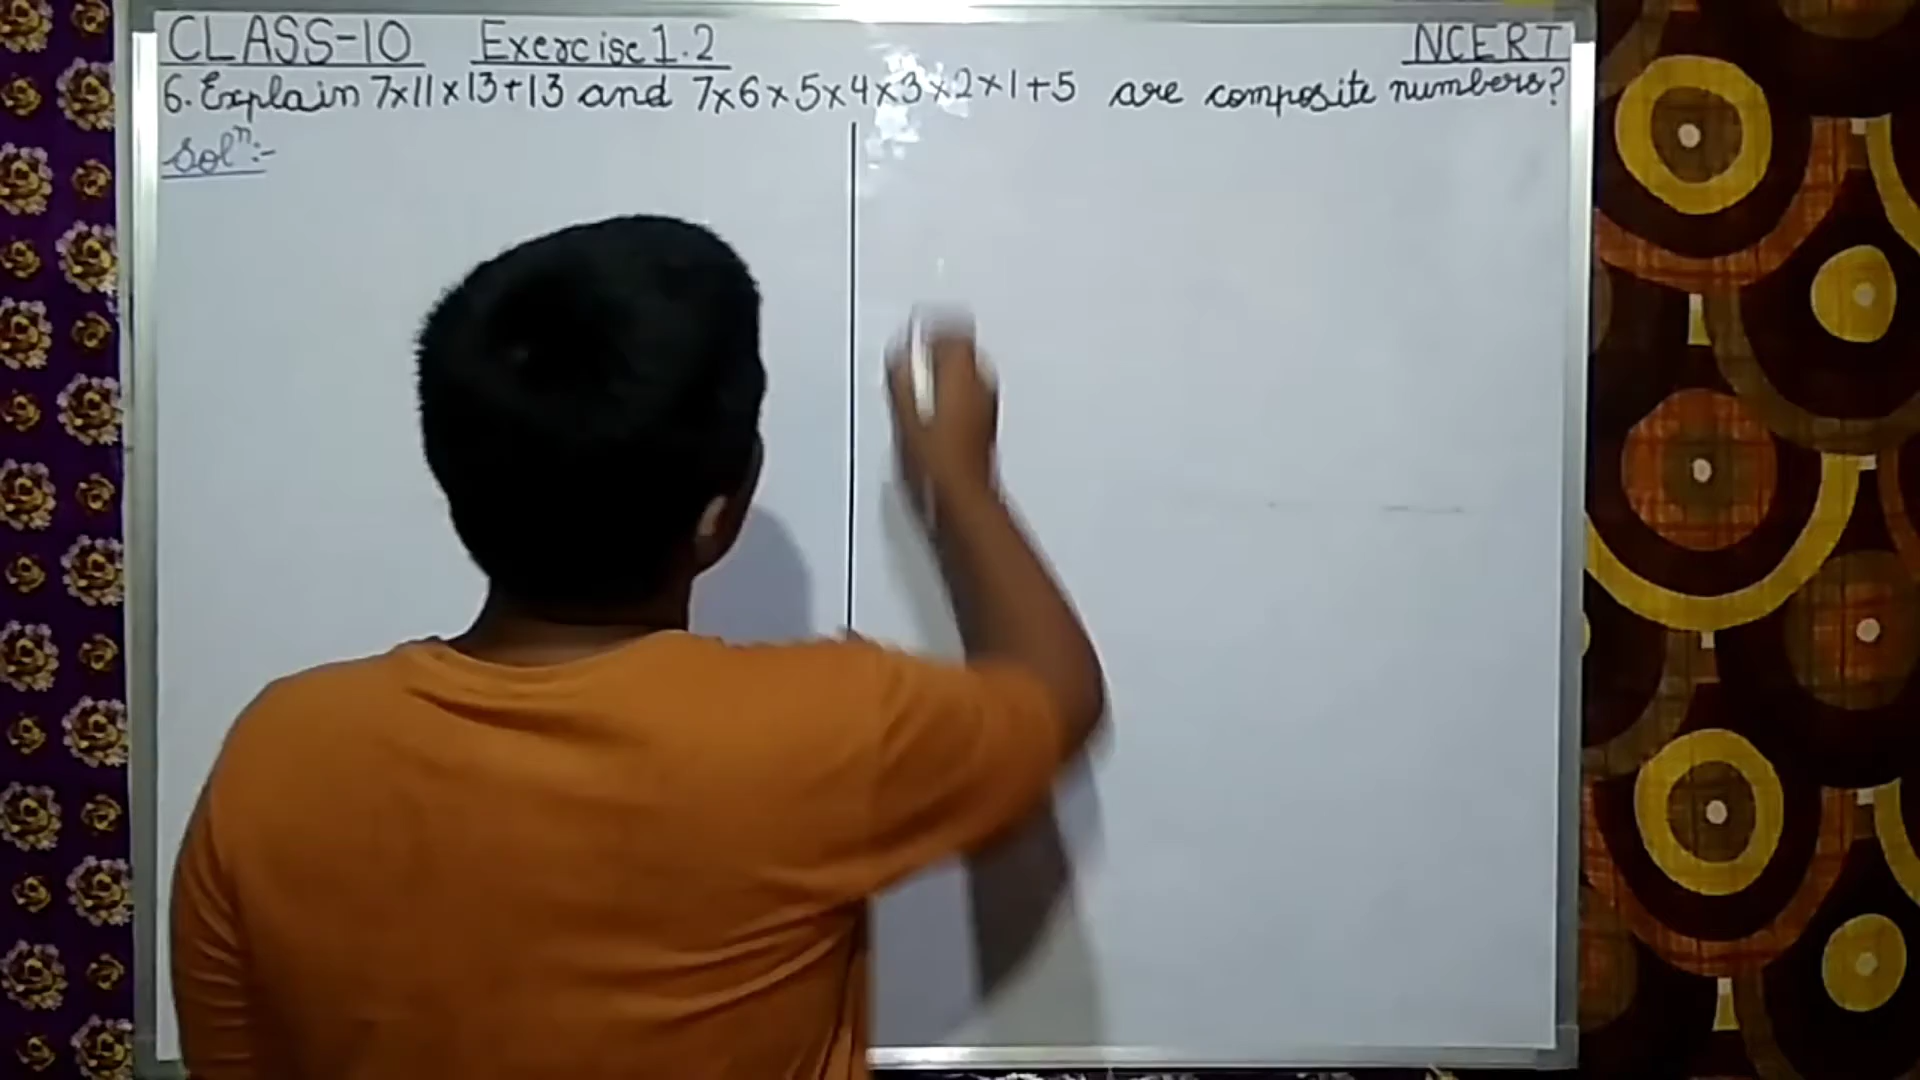 CLASS-10 Exercise 1.2 NCERT
6. Explain 7×11×13+13 and 7×6×5×4×3×2×1+5 are composite numbers?
Solⁿ:-